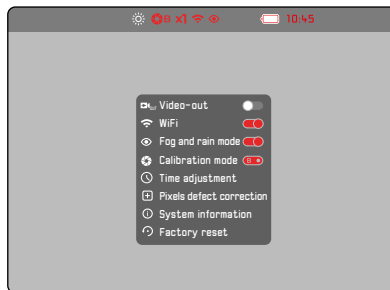 B x1 10:45
OUT Video-out
WiFi
Fog and rain mode
Calibration mode B
Time adjustment
Pixels defect correction
System information
Factory reset